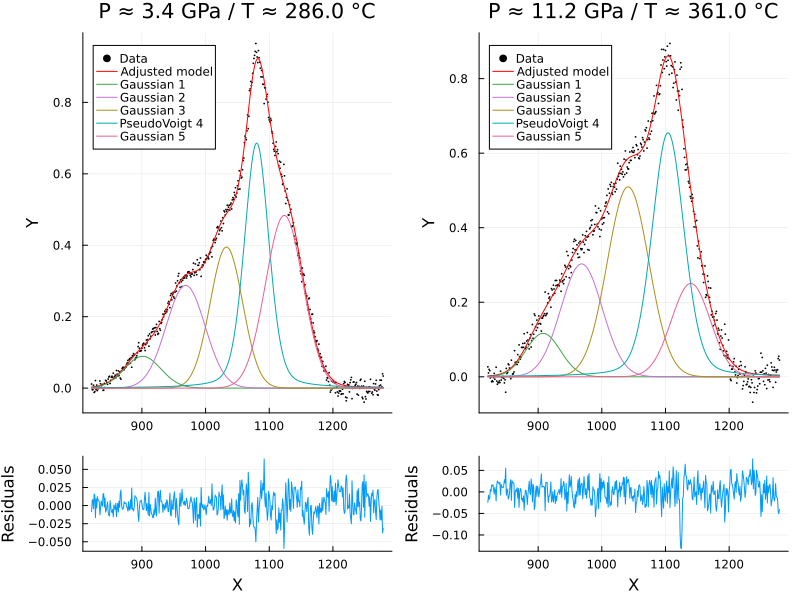 P ≈ 3.4 GPa / T ≈ 286.0 °C
Data
Adjusted model
Gaussian 1
Gaussian 2
Gaussian 3
PseudoVoigt 4
Gaussian 5
Y
0.8
0.6
0.4
0.2
0.0
900
1000
1100
1200
Residuals
0.050
0.025
0.000
−0.025
−0.050
900
1000
1100
1200
X
P ≈ 11.2 GPa / T ≈ 361.0 °C
Data
Adjusted model
Gaussian 1
Gaussian 2
Gaussian 3
PseudoVoigt 4
Gaussian 5
Y
0.8
0.6
0.4
0.2
0.0
900
1000
1100
1200
Residuals
0.05
0.00
−0.05
−0.10
900
1000
1100
1200
X